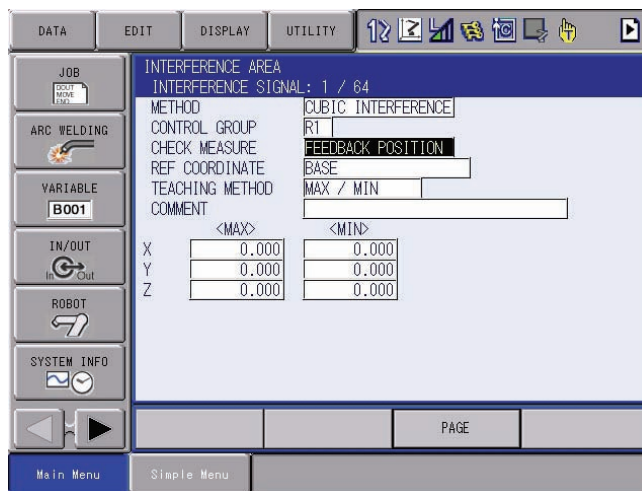 DATA EDIT DISPLAY UTILITY
JOB
DOUT
MOVE
END
ARC WELDING
VARIABLE
B001
IN/OUT
In Out
ROBOT
SYSTEM INFO
INTERFERENCE AREA
INTERFERENCE SIGNAL: 1 / 64
METHOD CUBIC INTERFERENCE
CONTROL GROUP R1
CHECK MEASURE FEEDBACK POSITION
REF COORDINATE BASE
TEACHING METHOD MAX / MIN
COMMENT
<MAX> <MIN>
X 0.000 0.000
Y 0.000 0.000
Z 0.000 0.000
PAGE
Main Menu Simple Menu